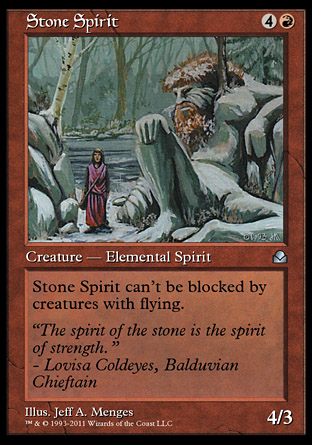 Stone Spirit 4
Creature — Elemental Spirit
Stone Spirit can't be blocked by
creatures with flying.
"The spirit of the stone is the spirit
of strength."
- Lovisa Coldeyes, Balduvian
Chieftain
Illus. Jeff A. Menges
™ & © 1993-2011 Wizards of the Coast LLC
4/3